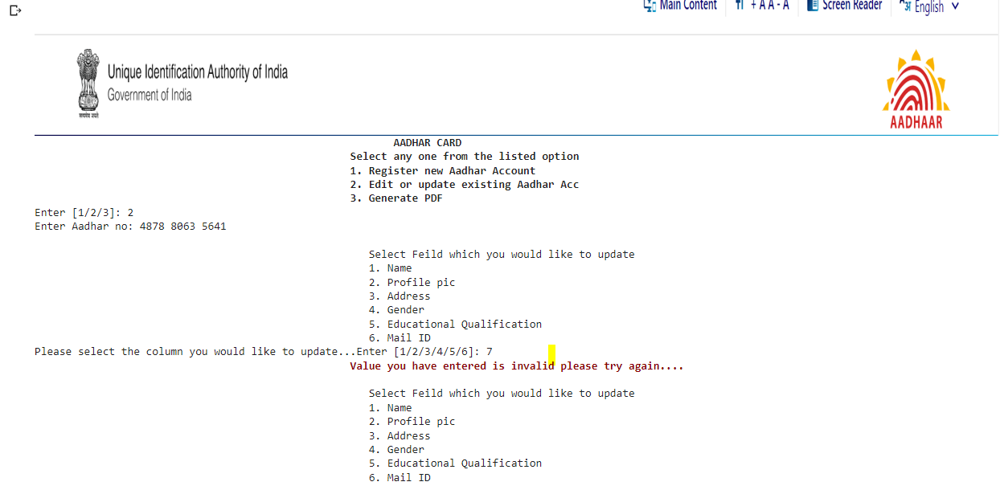 Main Content  + A A - A  Screen Reader  English
Unique Identification Authority of India
Government of India
सत्यमेव जयते
AADHAAR
AADHAR CARD
Select any one from the listed option
1. Register new Aadhar Account
2. Edit or update existing Aadhar Acc
3. Generate PDF
Enter [1/2/3]: 2
Enter Aadhar no: 4878 8063 5641
Select Feild which you would like to update
1. Name
2. Profile pic
3. Address
4. Gender
5. Educational Qualification
6. Mail ID
Please select the column you would like to update...Enter [1/2/3/4/5/6]: 7
Value you have entered is invalid please try again....
Select Feild which you would like to update
1. Name
2. Profile pic
3. Address
4. Gender
5. Educational Qualification
6. Mail ID